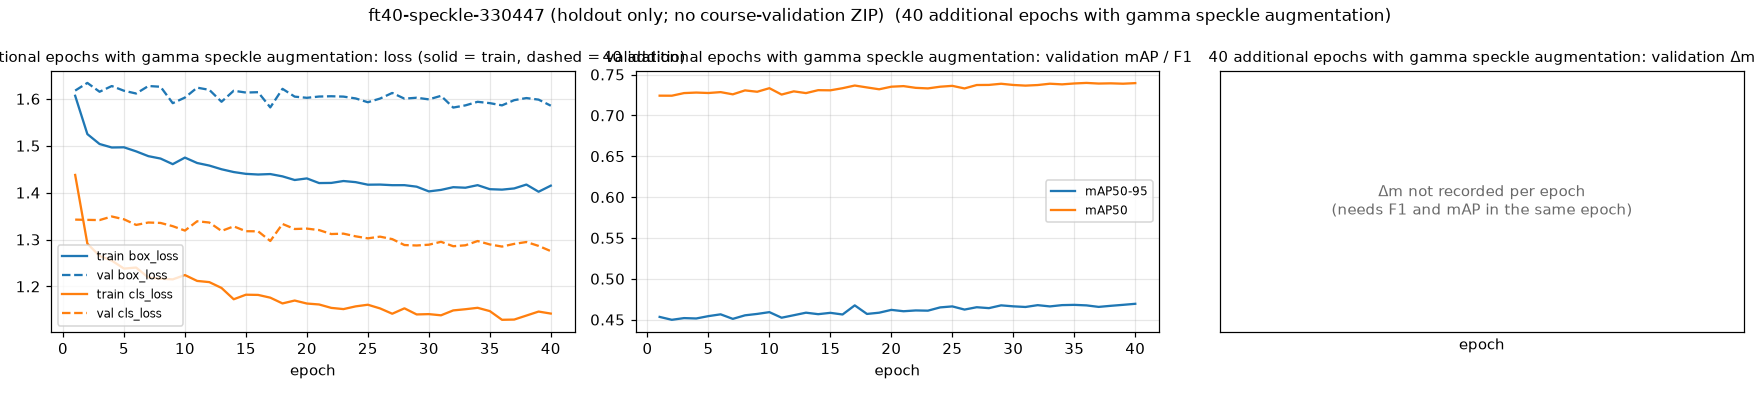 ft40-speckle-330447 (holdout only; no course-validation ZIP)  (40 additional epochs with gamma speckle augmentation)
tional epochs with gamma speckle augmentation: loss (solid = train, dashed = validation)
40 additional epochs with gamma speckle augmentation: validation mAP / F1
40 additional epochs with gamma speckle augmentation: validation Δm
1.6
1.5
1.4
1.3
1.2
train box_loss
val box_loss
train cls_loss
val cls_loss
0 5 10 15 20 25 30 35 40
epoch
0.75
0.70
0.65
0.60
0.55
0.50
0.45
mAP50-95
mAP50
0 5 10 15 20 25 30 35 40
epoch
Δm not recorded per epoch
(needs F1 and mAP in the same epoch)
epoch